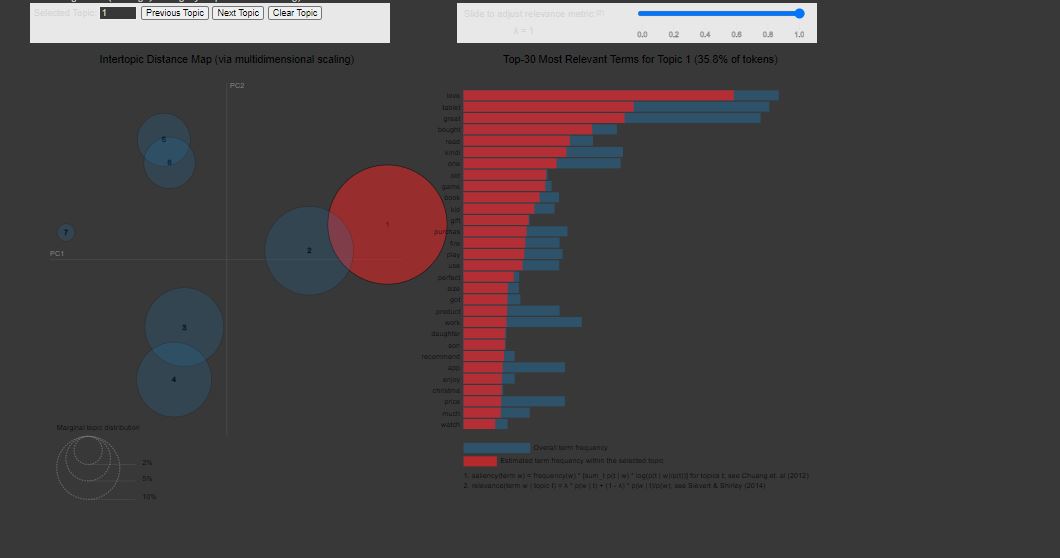 Selected Topic: 1 Previous Topic Next Topic Clear Topic
Slide to adjust relevance metric:(2)
λ = 1
0.0 0.2 0.4 0.6 0.8 1.0
Intertopic Distance Map (via multidimensional scaling)
PC2
PC1
5
6
7
1
2
3
4
Marginal topic distribution
2%
5%
10%
Top-30 Most Relevant Terms for Topic 1 (35.8% of tokens)
love
tablet
great
bought
read
kindl
one
old
game
book
kid
gift
purchas
fire
play
use
perfect
size
got
product
work
daughter
son
recommend
app
enjoy
christma
price
much
watch
Overall term frequency
Estimated term frequency within the selected topic
1. saliency(term w) = frequency(w) * [sum_t p(t | w) * log(p(t | w)/p(t))] for topics t; see Chuang et. al (2012)
2. relevance(term w | topic t) = λ * p(w | t) + (1 - λ) * p(w | t)/p(w); see Sievert & Shirley (2014)